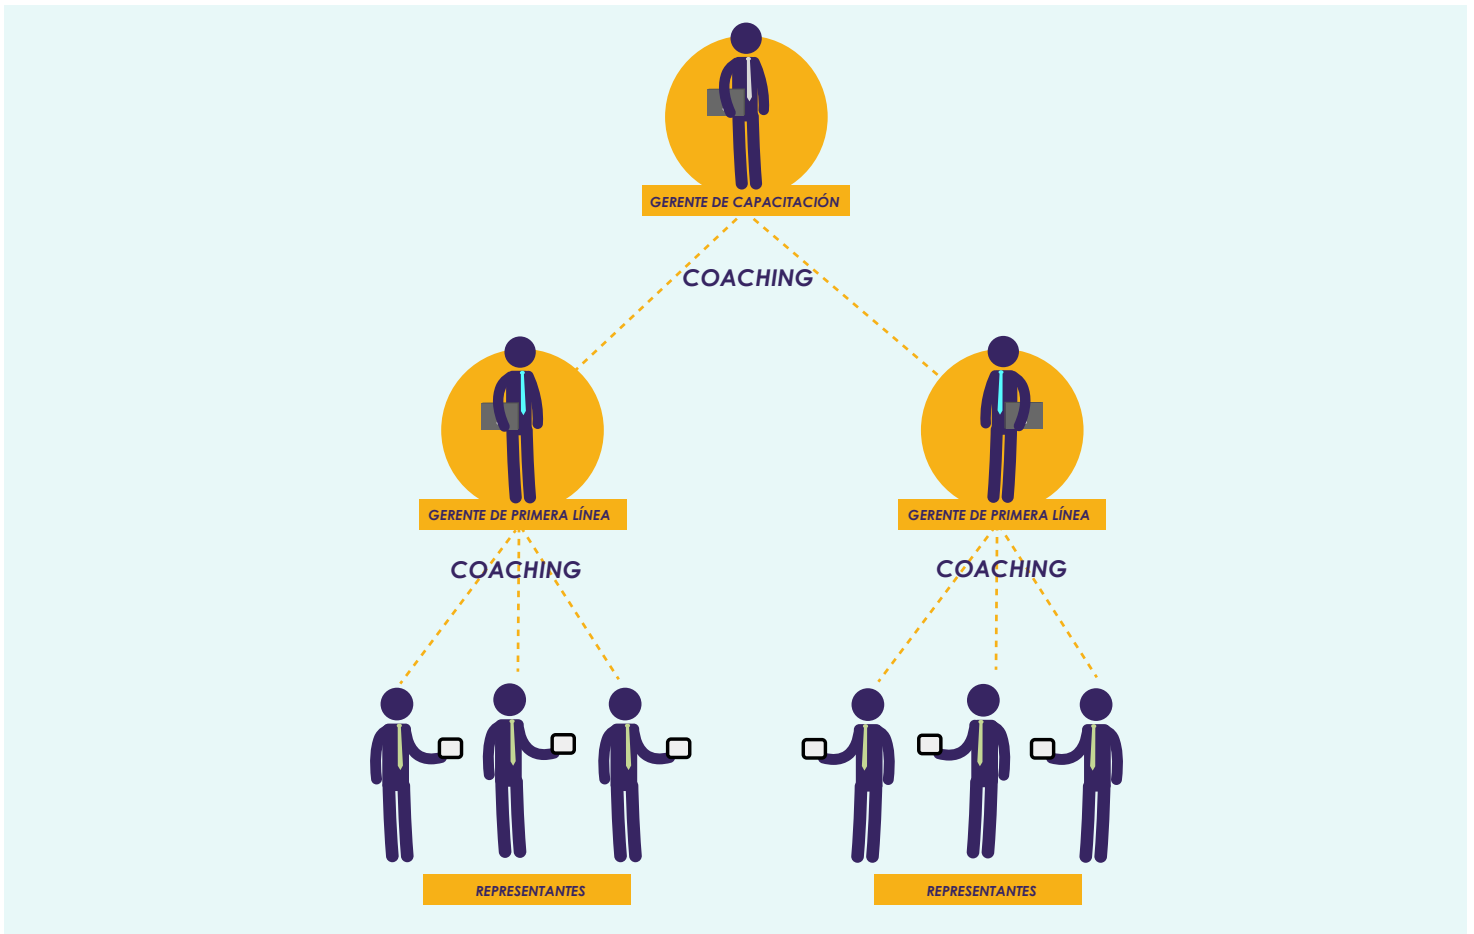 GERENTE DE CAPACITACIÓN
COACHING
GERENTE DE PRIMERA LÍNEA
GERENTE DE PRIMERA LÍNEA
COACHING
COACHING
REPRESENTANTES
REPRESENTANTES